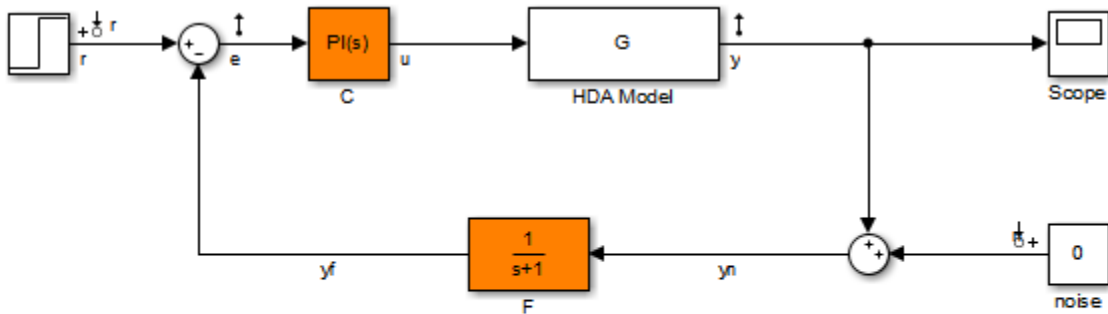 r
r
+
−
e
PI(s)
C
u
G
HDA Model
y
Scope
+
+
+
0
noise
yn
1
s+1
F
yf
+